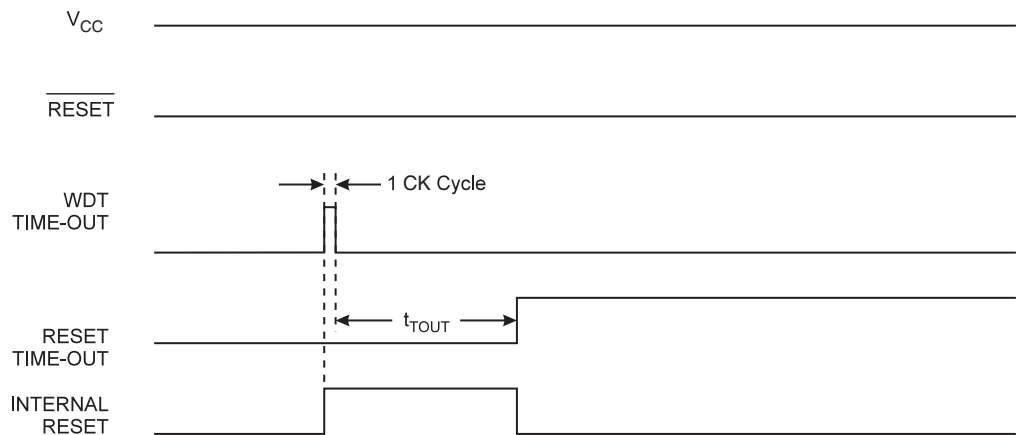 VCC
RESET
1 CK Cycle
WDT
TIME-OUT
tTOUT
RESET
TIME-OUT
INTERNAL
RESET